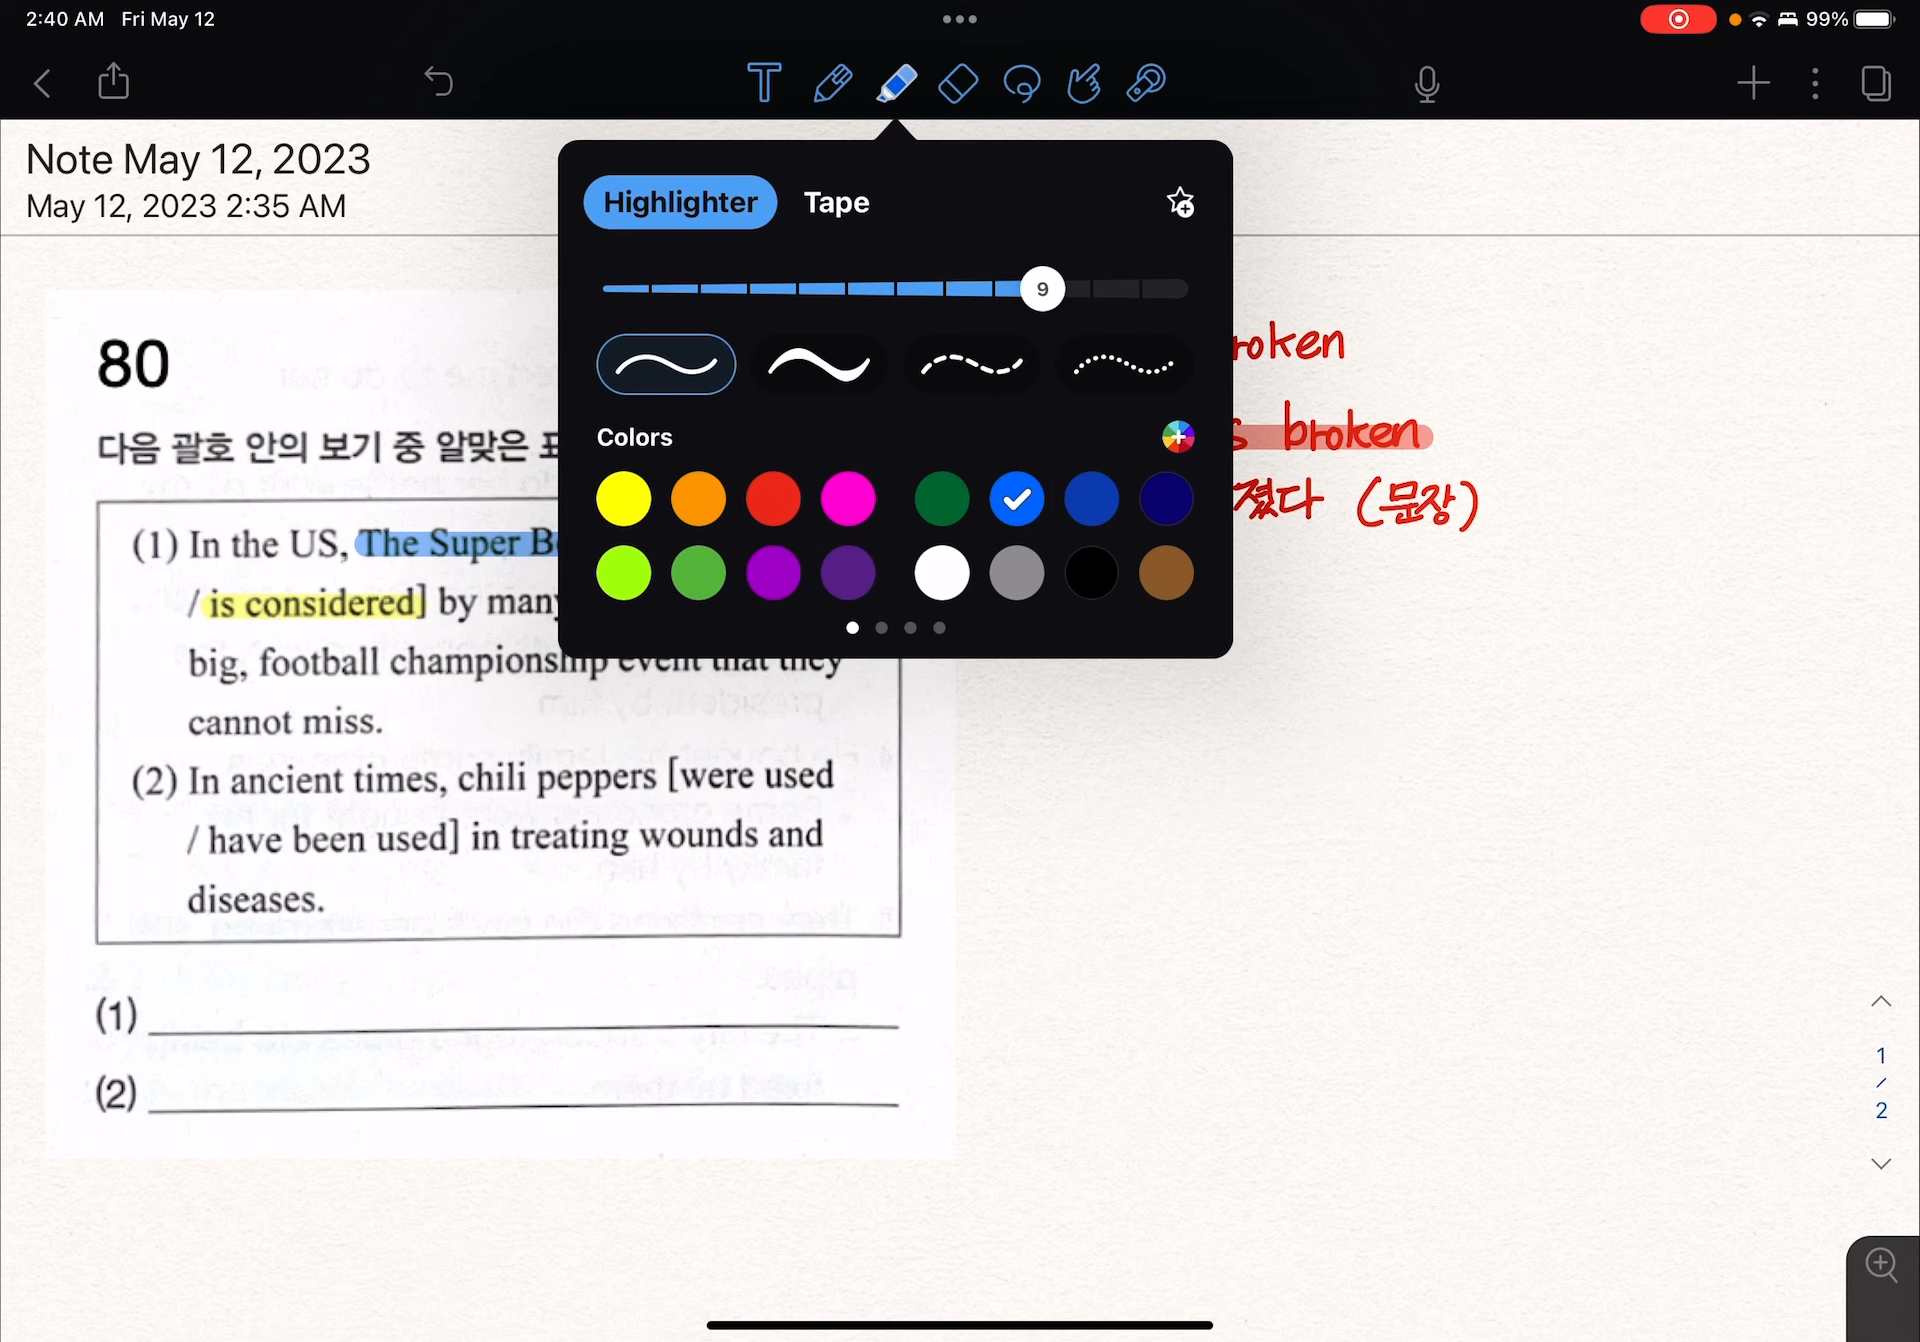 2:40 AM Fri May 12
99%
T
Note May 12, 2023
May 12, 2023 2:35 AM
Highlighter Tape
9
Colors
80
다음 괄호 안의 보기 중 알맞은
(1) In the US, The Super
/ is considered] by many
big, football championship event that they
cannot miss.
(2) In ancient times, chili peppers [were used
/ have been used] in treating wounds and
diseases.
(1)
(2)
roken
s broken
졌다 (문장)
1
/
2